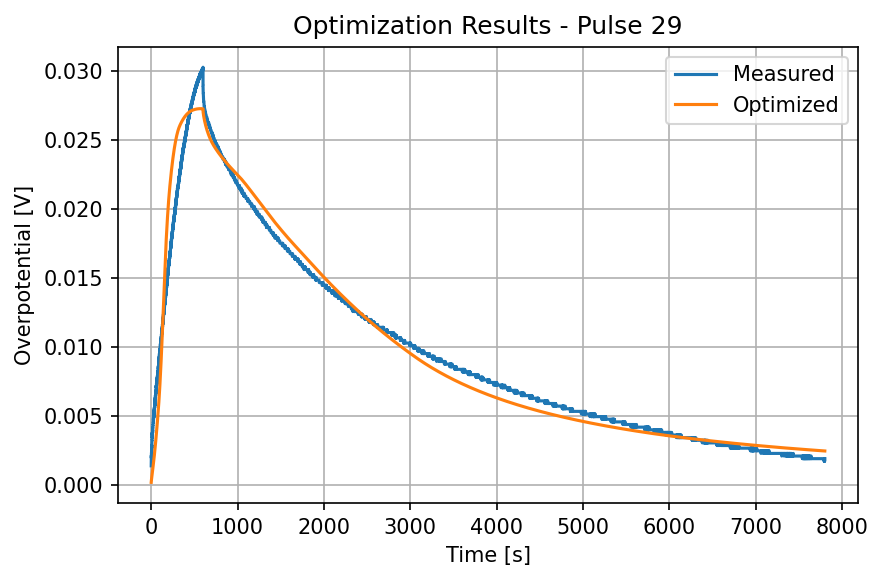 Optimization Results - Pulse 29
Measured
Optimized
Overpotential [V]
0.030
0.025
0.020
0.015
0.010
0.005
0.000
0 1000 2000 3000 4000 5000 6000 7000 8000
Time [s]